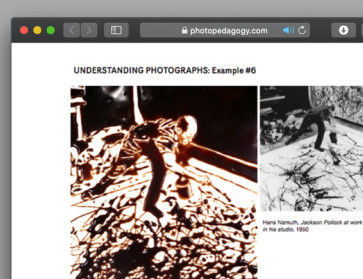 photopedagogy.com
UNDERSTANDING PHOTOGRAPHS: Example #6
Hans Namuth, Jackson Pollock at work
in his studio, 1950